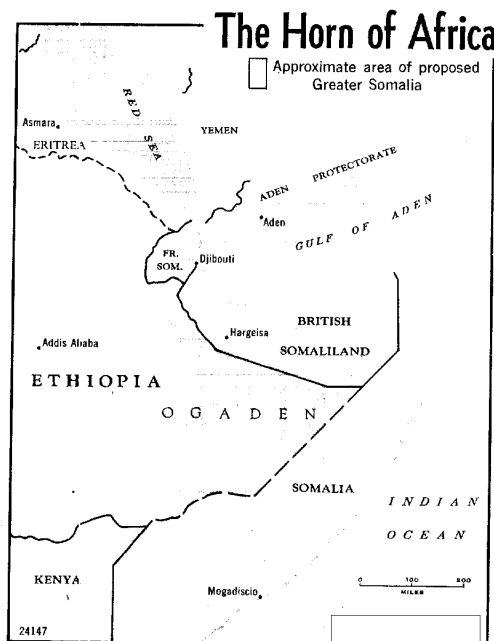 The Horn of Africa
Approximate area of proposed
Greater Somalia
RED SEA
Asmara
ERITREA
YEMEN
ADEN PROTECTORATE
Aden
GULF OF ADEN
FR.
SOM.
Djibouti
Hargeisa
BRITISH
SOMALILAND
Addis Ababa
ETHIOPIA
OGADEN
SOMALIA
INDIAN
OCEAN
KENYA
Mogadiscio
0 100 200
MILES
24147